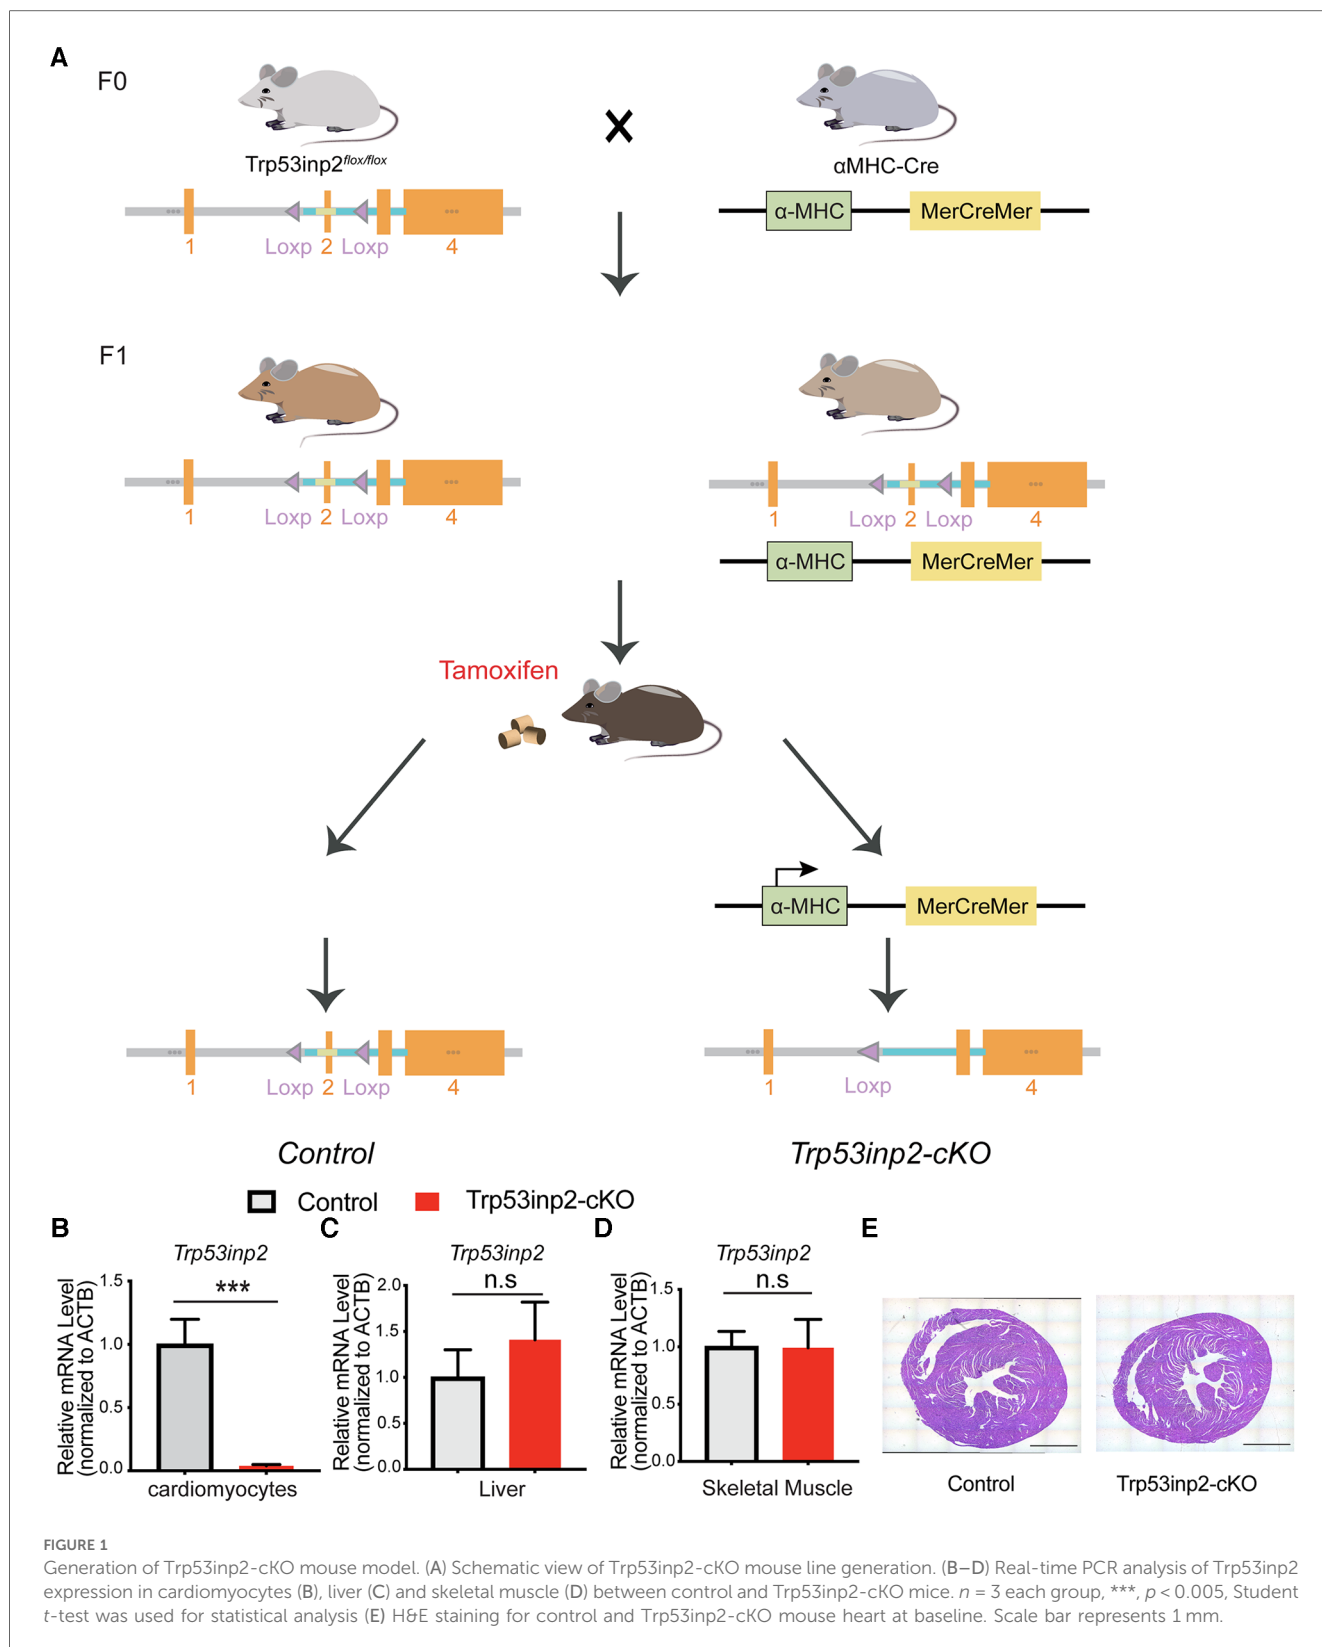 A
F0
Trp53inp2flox/flox
X
αMHC-Cre
α-MHC MerCreMer
1 Loxp 2 Loxp 4
F1
1 Loxp 2 Loxp 4
1 Loxp 2 Loxp 4
α-MHC MerCreMer
Tamoxifen
α-MHC MerCreMer
1 Loxp 2 Loxp 4
1 Loxp 4
Control
Trp53inp2-cKO
Control Trp53inp2-cKO
B
Trp53inp2
Relative mRNA Level
(normalized to ACTB)
1.5
1.0
0.5
0.0
***
cardiomyocytes
C
Trp53inp2
Relative mRNA Level
(normalized to ACTB)
2.0
1.5
1.0
0.5
0.0
n.s
Liver
D
Trp53inp2
Relative mRNA Level
(normalized to ACTB)
1.5
1.0
0.5
0.0
n.s
Skeletal Muscle
E
Control
Trp53inp2-cKO
FIGURE 1
Generation of Trp53inp2-cKO mouse model. (A) Schematic view of Trp53inp2-cKO mouse line generation. (B–D) Real-time PCR analysis of Trp53inp2
expression in cardiomyocytes (B), liver (C) and skeletal muscle (D) between control and Trp53inp2-cKO mice. n = 3 each group, ***, p < 0.005, Student
t-test was used for statistical analysis (E) H&E staining for control and Trp53inp2-cKO mouse heart at baseline. Scale bar represents 1 mm.